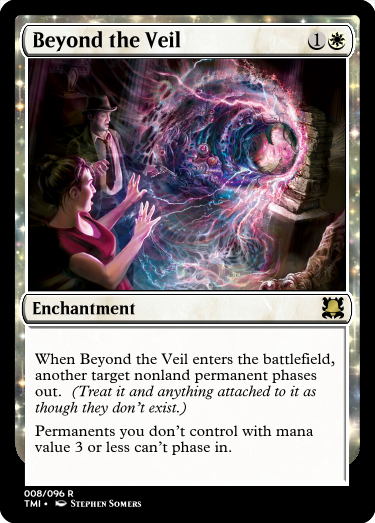 Beyond the Veil 1
Enchantment
When Beyond the Veil enters the battlefield,
another target nonland permanent phases
out. (Treat it and anything attached to it as
though they don't exist.)
Permanents you don't control with mana
value 3 or less can't phase in.
008/096 R
TMI • Stephen Somers